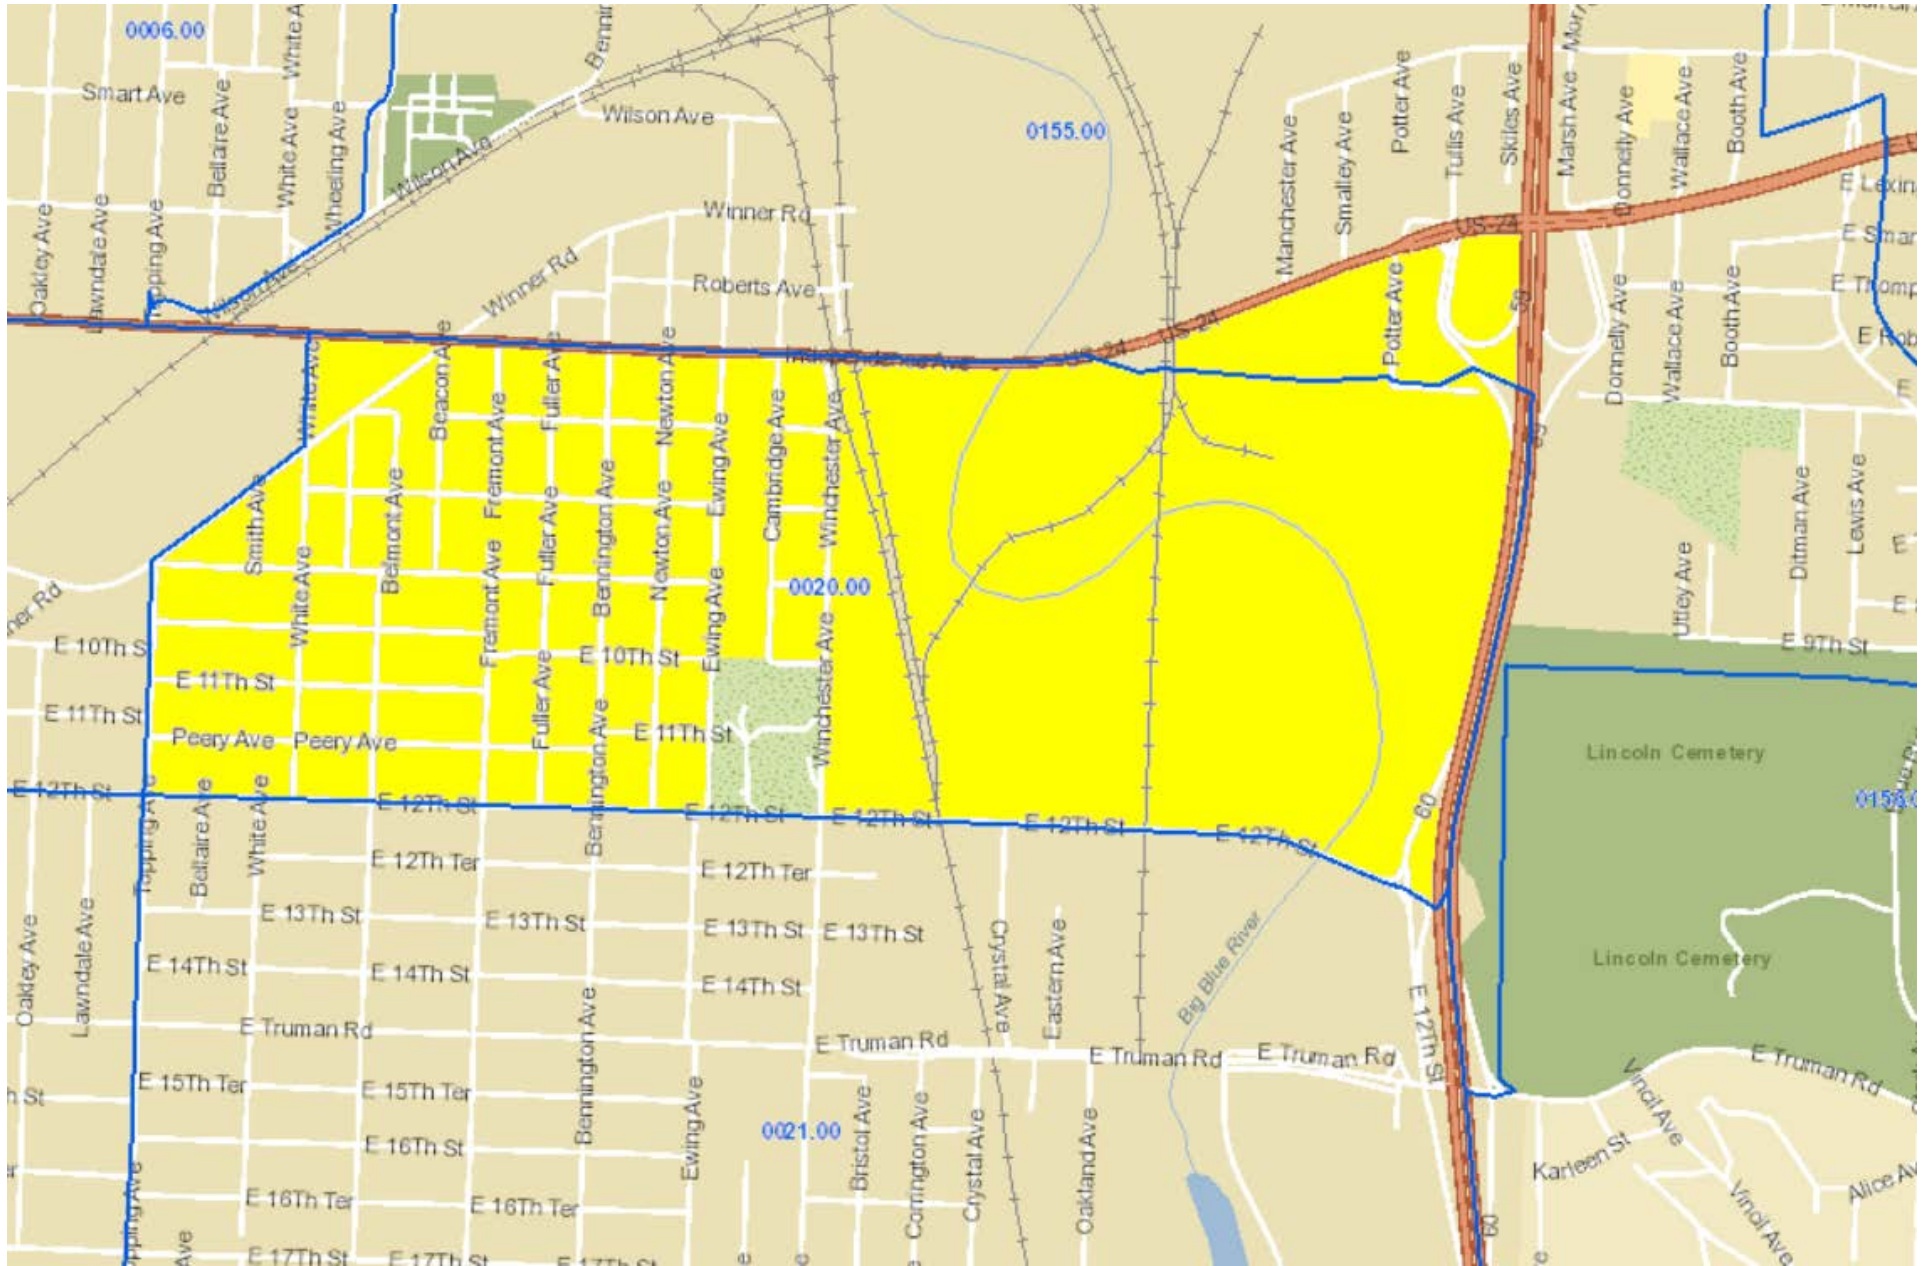 0006.00
White A
Smart Ave
Bellaire Ave
White Ave
Wheeling Ave
Wilson Ave
Wilson Ave
0155.00
Potter Ave
Tullis Ave
Skiles Ave
Marsh Ave
Donnelly Ave
Wallace Ave
Booth Ave
Manchester Ave
Smalley Ave
E Lexin
Oakley Ave
Lawndale Ave
Topping Ave
Winner Rd
US-24
E Smar
Winner Rd
Wilson Ave
Roberts Ave
Potter Ave
Donnelly Ave
Wallace Ave
Booth Ave
E Thomp
US-24
E Rob
White Ave
Beacon Ave
Fuller Ave
Newton Ave
Fremont Ave
Ewing Ave
Cambridge Ave
Winchester Ave
Smith Ave
Belmont Ave
Fuller Ave
Bennington Ave
Newton Ave
Ditman Ave
Lewis Ave
Uttley Ave
White Ave
Fremont Ave
Ewing Ave
0020.00
ner Rd
E 10Th S
E 10Th St
Winchester Ave
E 9Th St
E 11Th St
E 11Th St
Fuller Ave
Bennington Ave
E 11Th St
Peery Ave
Peery Ave
Lincoln Cemetery
E 12Th St
E 12Th St
E 12Th St
E 12Th St
E 12Th St
E 12Th St
60
Topping Ave
Bellaire Ave
White Ave
E 12Th Ter
E 12Th Ter
Oakley Ave
Lawndale Ave
E 13Th St
E 13Th St
E 13Th St
E 13Th St
Crystal Ave
Eastern Ave
Big Blue River
Lincoln Cemetery
E 14Th St
E 14Th St
E 14Th St
E 12Th St
E Truman Rd
Bennington Ave
E Truman Rd
E Truman Rd
E Truman Rd
E Truman Rd
h St
E 15Th Ter
E 15Th Ter
Ewing Ave
0021.00
Bristol Ave
Corrington Ave
Crystal Ave
Oakland Ave
Vincil Ave
Karleen St
E 16Th St
E 16Th Ter
E 16Th Ter
Vincil Ave
Alice Av
60
E 17Th St
E 17Th St